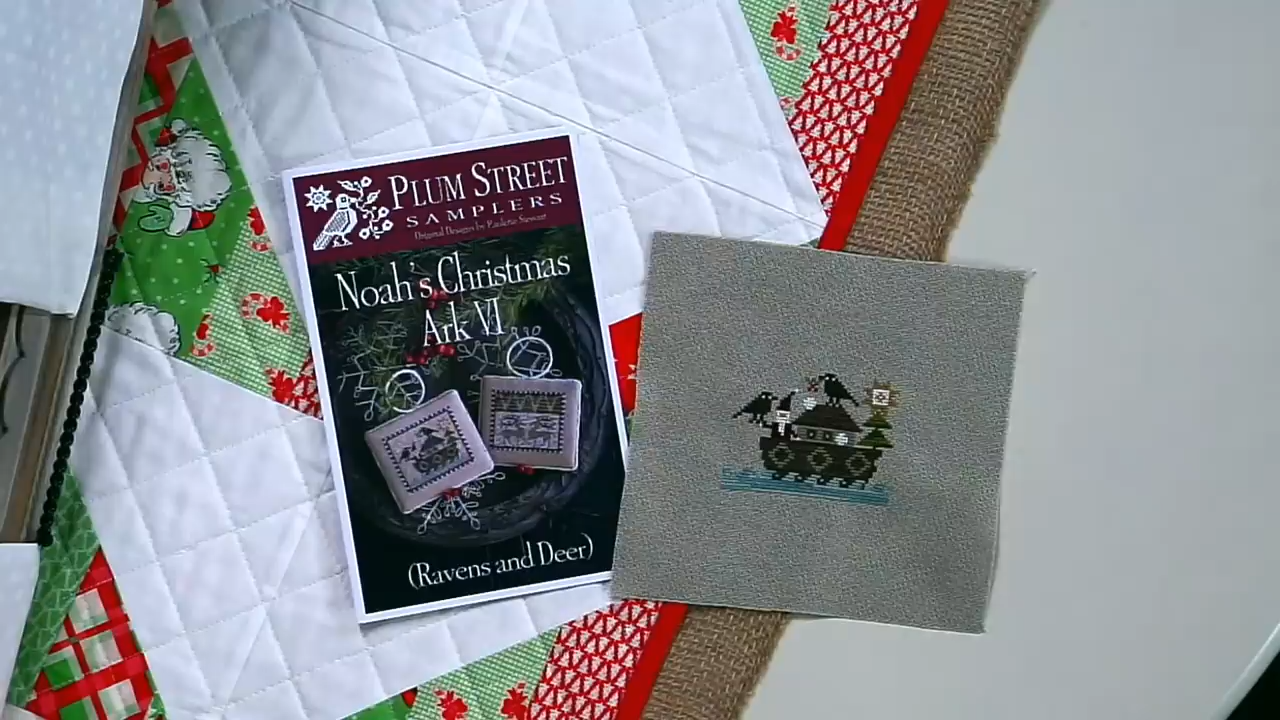 PLUM STREET
SAMPLERS
Original Designs by Paulette Stewart
Noah's Christmas
Ark VI
(Ravens and Deer)